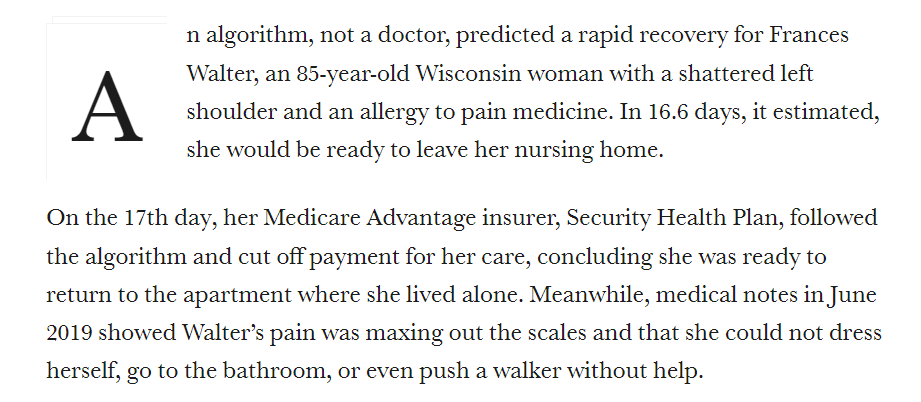 An algorithm, not a doctor, predicted a rapid recovery for Frances
Walter, an 85-year-old Wisconsin woman with a shattered left
shoulder and an allergy to pain medicine. In 16.6 days, it estimated,
she would be ready to leave her nursing home.
On the 17th day, her Medicare Advantage insurer, Security Health Plan, followed
the algorithm and cut off payment for her care, concluding she was ready to
return to the apartment where she lived alone. Meanwhile, medical notes in June
2019 showed Walter’s pain was maxing out the scales and that she could not dress
herself, go to the bathroom, or even push a walker without help.